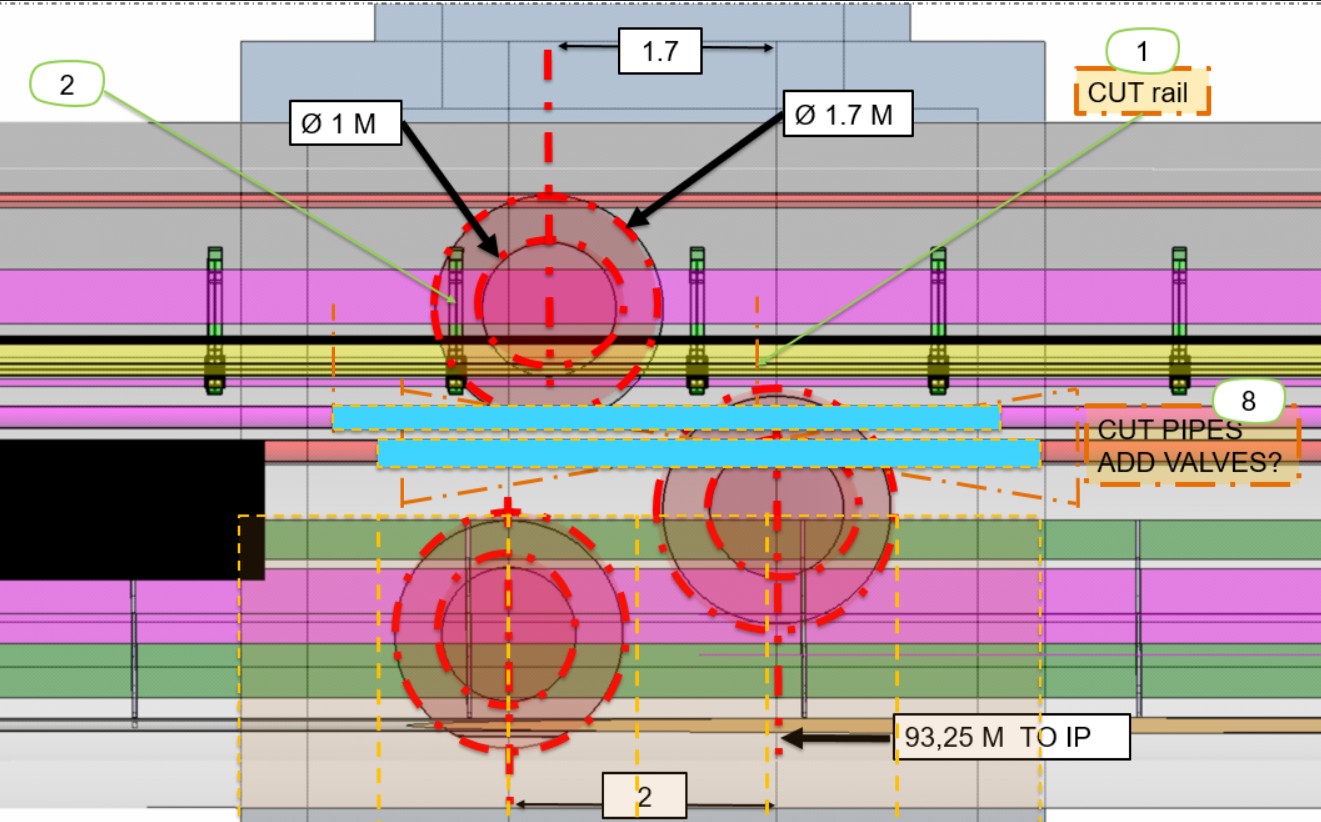 1.7
1
2
CUT rail
Ø 1 M
Ø 1.7 M
8
CUT PIPES
ADD VALVES?
93,25 M TO IP
2